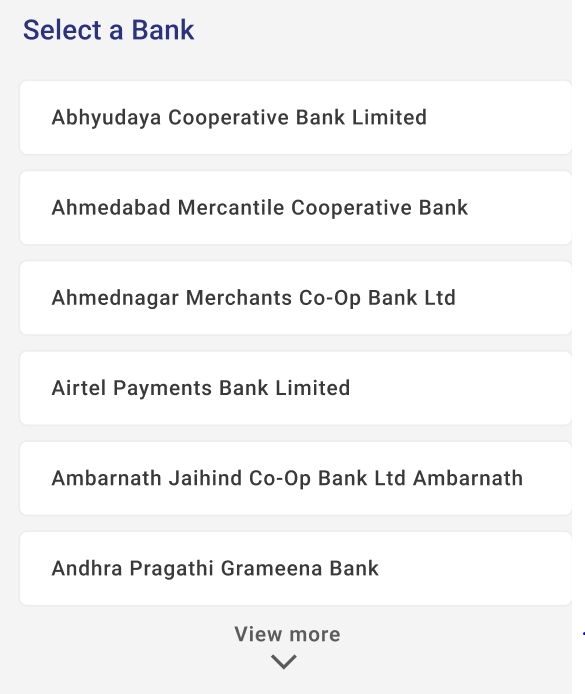 Select a Bank
Abhyudaya Cooperative Bank Limited
Ahmedabad Mercantile Cooperative Bank
Ahmednagar Merchants Co-Op Bank Ltd
Airtel Payments Bank Limited
Ambarnath Jaihind Co-Op Bank Ltd Ambarnath
Andhra Pragathi Grameena Bank
View more